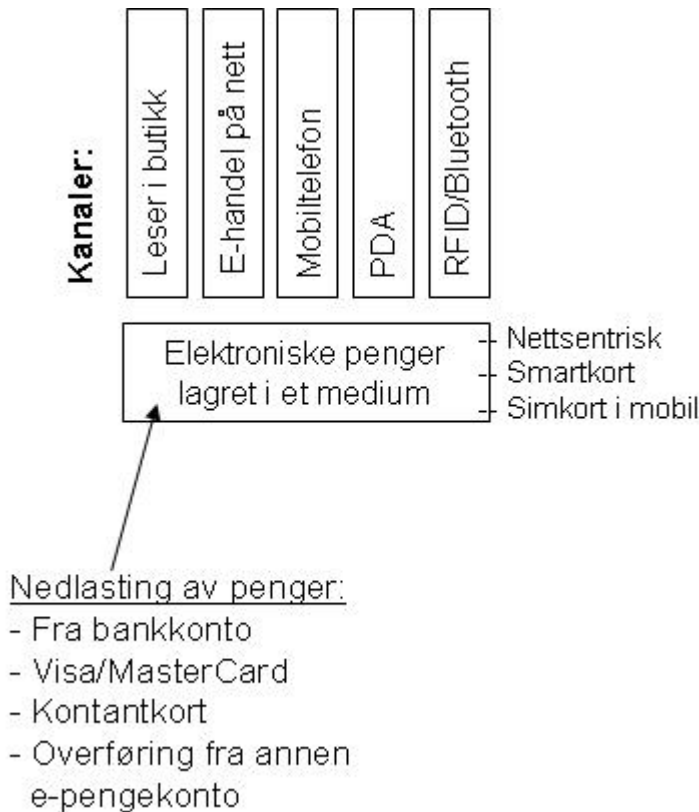 Kanaler:
Leser i butikk
E-handel på nett
Mobiltelefon
PDA
RFID/Bluetooth
Elektroniske penger
lagret i et medium
Nettsentrisk
Smartkort
Simkort i mobil
Nedlasting av penger:
- Fra bankkonto
- Visa/MasterCard
- Kontantkort
- Overføring fra annen
e-pengekonto